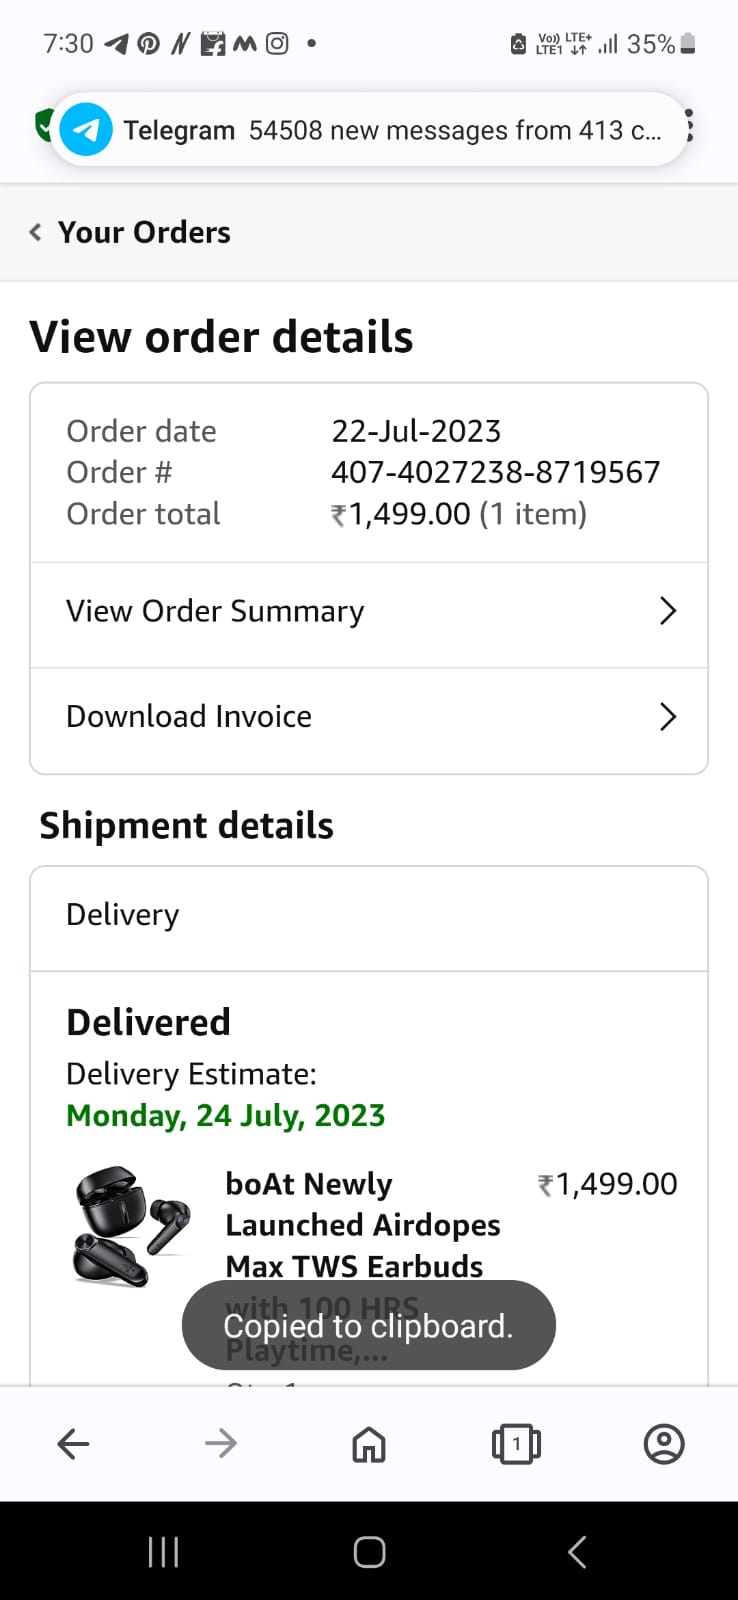 7:30
Vo)) LTE+
LTE1
35%
Telegram 54508 new messages from 413 c...
Your Orders
View order details
Order date 22-Jul-2023
Order # 407-4027238-8719567
Order total ₹1,499.00 (1 item)
View Order Summary
Download Invoice
Shipment details
Delivery
Delivered
Delivery Estimate:
Monday, 24 July, 2023
boAt Newly ₹1,499.00
Launched Airdopes
Max TWS Earbuds
with 100 HRS
Copied to clipboard.
Playtime,...
1